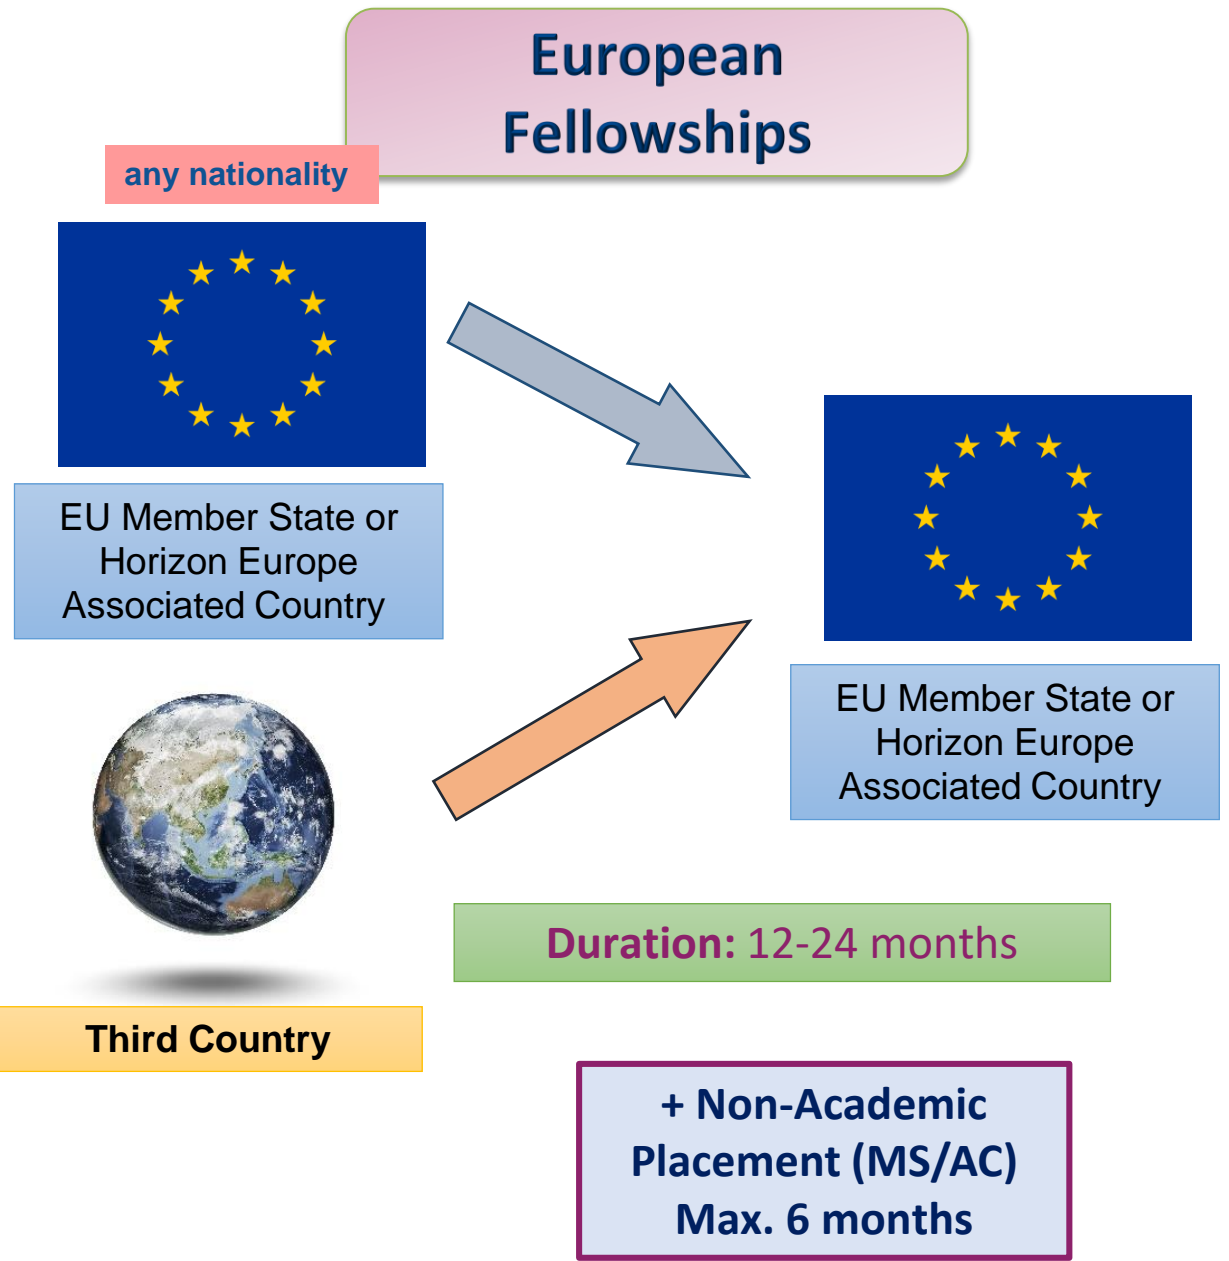 European
Fellowships
any nationality
EU Member State or
Horizon Europe
Associated Country
EU Member State or
Horizon Europe
Associated Country
Third Country
Duration: 12-24 months
+ Non-Academic
Placement (MS/AC)
Max. 6 months